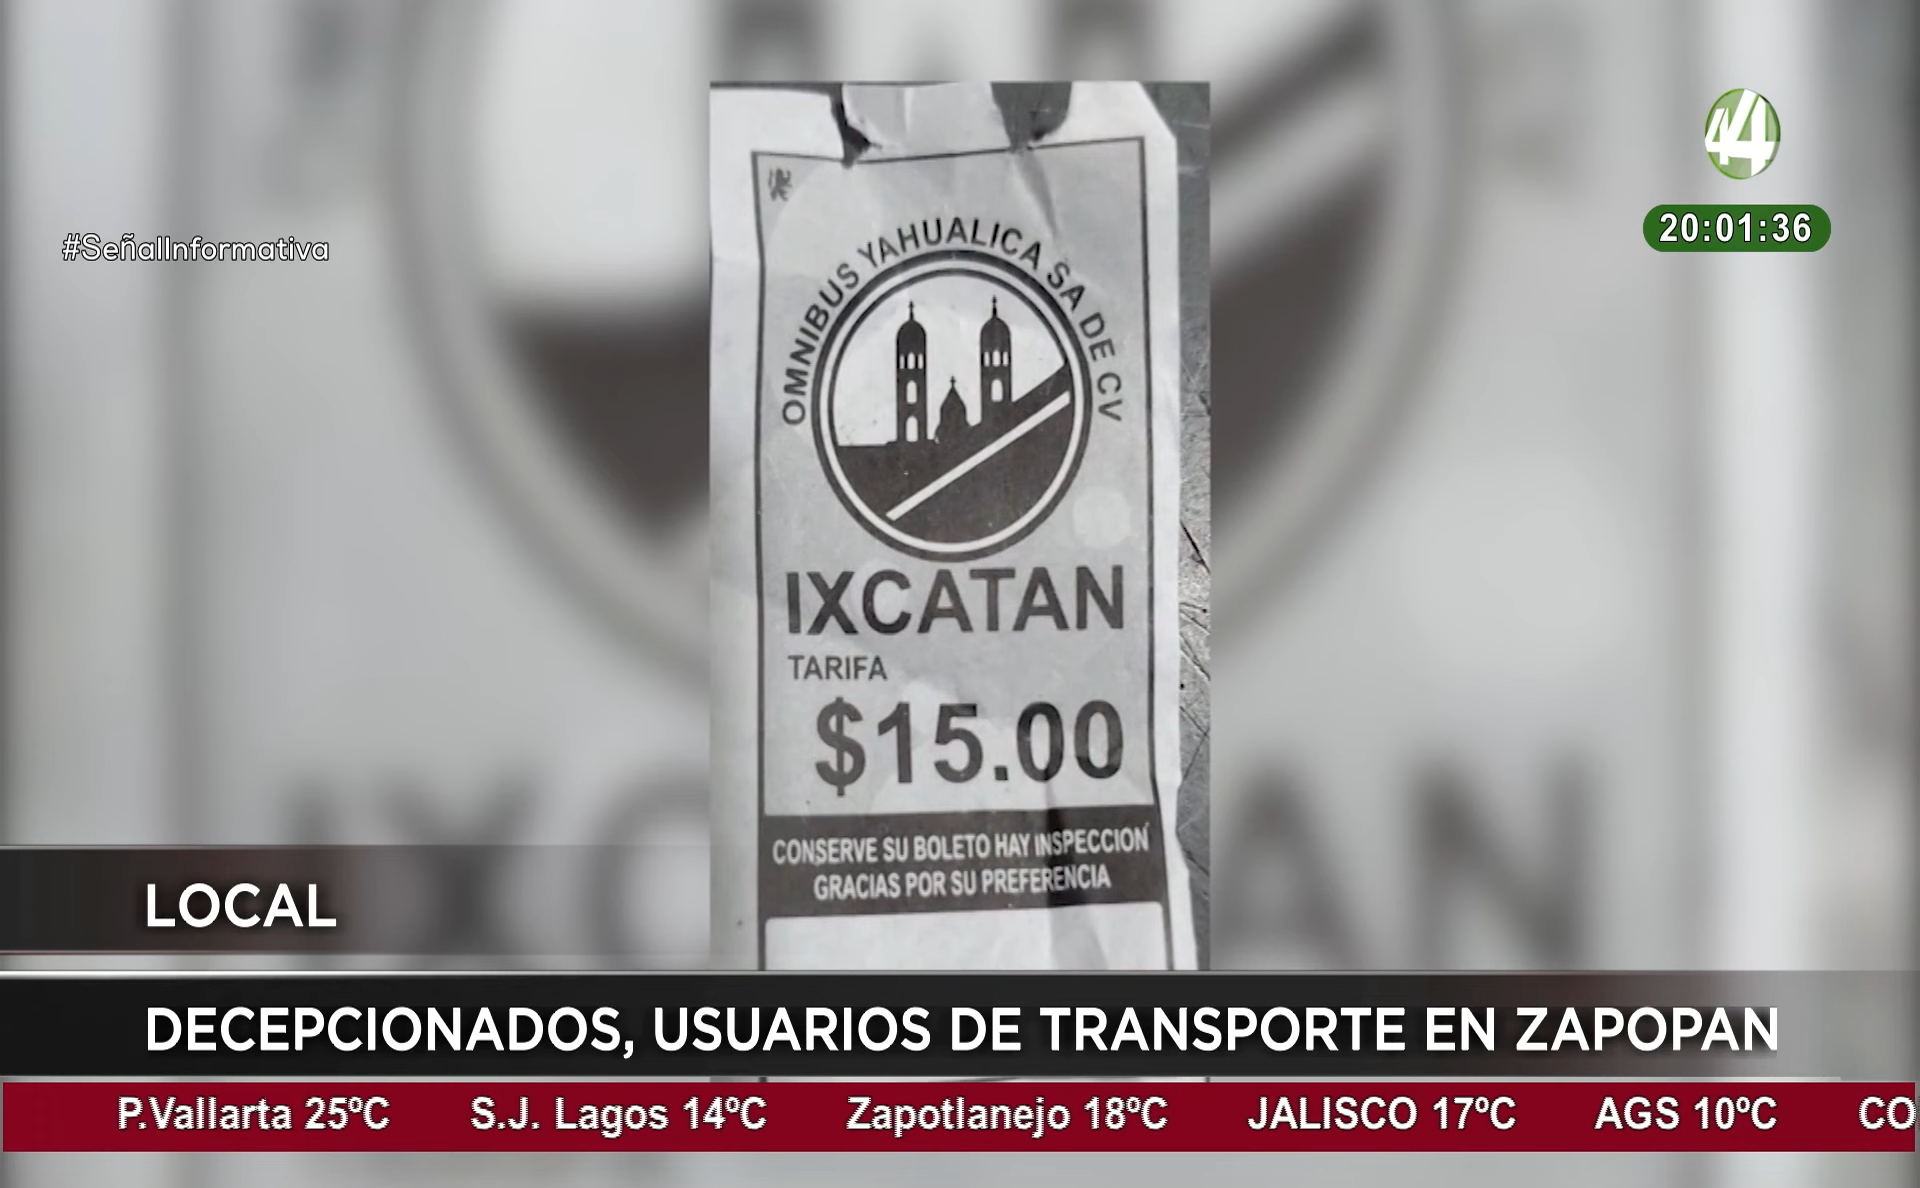 44
20:01:36
#SeñalInformativa
OMNIBUS YAHUALICA SA DE CV
IXCATAN
TARIFA
$15.00
CONSERVE SU BOLETO HAY INSPECCION
GRACIAS POR SU PREFERENCIA
LOCAL
DECEPCIONADOS, USUARIOS DE TRANSPORTE EN ZAPOPAN
P.Vallarta 25ºC S.J. Lagos 14ºC Zapotlanejo 18ºC JALISCO 17ºC AGS 10ºC CO